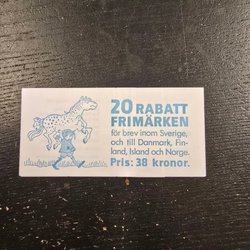 20 RABATT
FRIMÄRKEN
för brev inom Sverige,
och till Danmark, Fin-
land, Island och Norge.
Pris: 38 kronor.